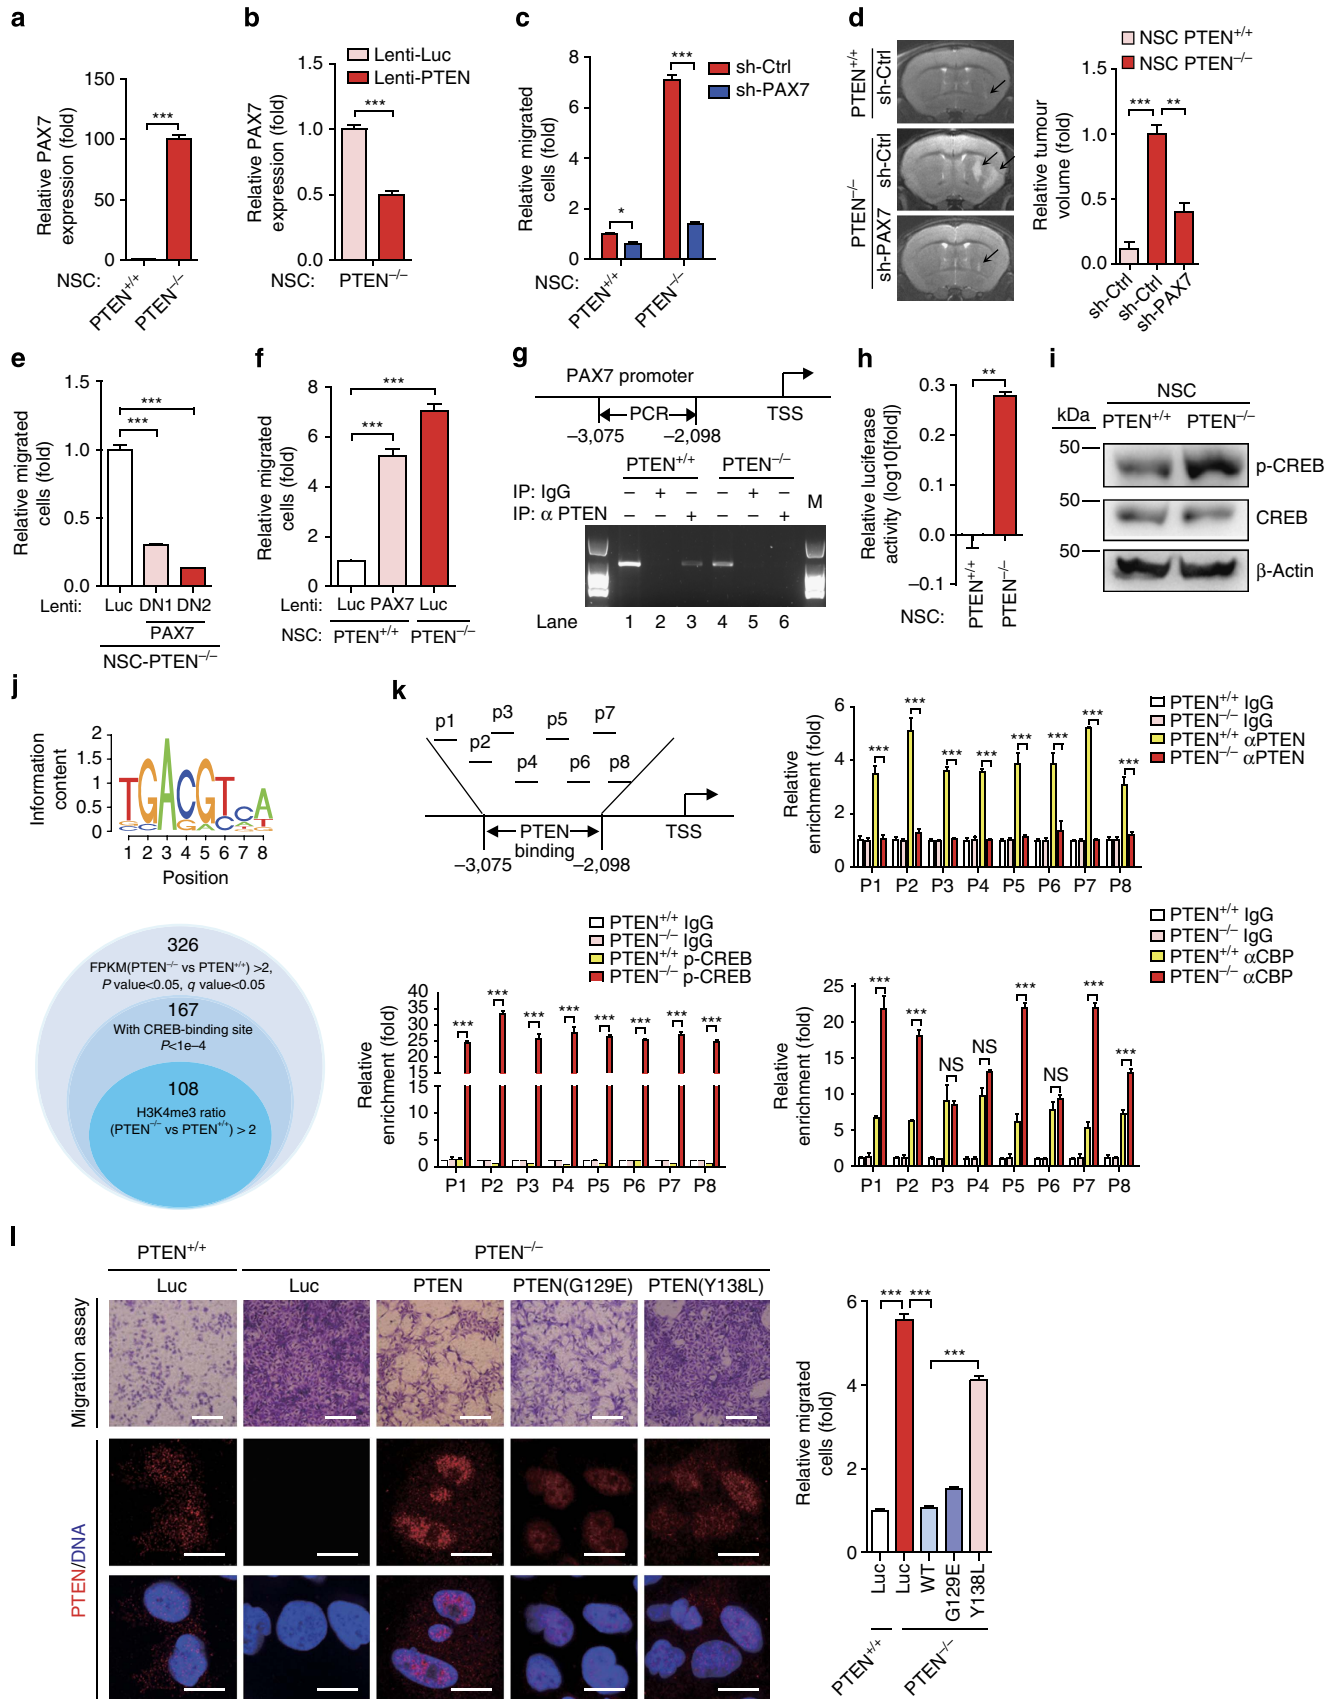 a
Relative PAX7
expression (fold)
150
100
50
0
***
NSC:
PTEN+/+
PTEN−/−
b
Lenti-Luc
Lenti-PTEN
Relative PAX7
expression (fold)
1.5
1.0
0.5
0.0
***
NSC: PTEN−/−
c
Relative migrated
cells (fold)
8
6
4
2
0
*
***
sh-Ctrl
sh-PAX7
NSC:
PTEN+/+
PTEN−/−
d
PTEN+/+
sh-Ctrl
PTEN−/−
sh-Ctrl
sh-PAX7
NSC PTEN+/+
NSC PTEN−/−
Relative tumour
volume (fold)
1.5
1.0
0.5
0.0
***
**
sh-Ctrl
sh-Ctrl
sh-PAX7
e
Relative migrated
cells (fold)
1.5
1.0
0.5
0.0
***
***
Lenti: Luc DN1 DN2
PAX7
NSC-PTEN−/−
f
Relative migrated
cells (fold)
8
6
4
2
0
***
***
Lenti: Luc PAX7 Luc
NSC: PTEN+/+ PTEN−/−
g
PAX7 promoter
PCR
TSS
−3,075 −2,098
PTEN+/+ PTEN−/−
IP: IgG − + − − + −
IP: α PTEN − − + − − +
M
Lane 1 2 3 4 5 6
h
Relative luciferase
activity (log10[fold])
0.3
0.2
0.1
0.0
−0.1
**
NSC:
PTEN+/+
PTEN−/−
i
NSC
kDa PTEN+/+ PTEN−/−
50 p-CREB
50 CREB
50 β-Actin
j
Information
content
2
1.5
1
0.5
0
TGACGTCA
1 2 3 4 5 6 7 8
Position
326
FPKM(PTEN−/− vs PTEN+/+) >2,
P value<0.05, q value<0.05
167
With CREB-binding site
P<1e−4
108
H3K4me3 ratio
(PTEN−/− vs PTEN+/+) > 2
k
p1 p2 p3 p4 p5 p6 p7 p8
PTEN
binding
TSS
−3,075 −2,098
Relative
enrichment (fold)
6
4
2
0
*** *** *** *** *** *** *** ***
P1 P2 P3 P4 P5 P6 P7 P8
PTEN+/+ IgG
PTEN−/− IgG
PTEN+/+ αPTEN
PTEN−/− αPTEN
PTEN+/+ IgG
PTEN−/− IgG
PTEN+/+ p-CREB
PTEN−/− p-CREB
Relative
enrichment (fold)
40
35
30
25
20
15
15
10
5
0
*** *** *** *** *** *** *** ***
P1 P2 P3 P4 P5 P6 P7 P8
PTEN+/+ IgG
PTEN−/− IgG
PTEN+/+ αCBP
PTEN−/− αCBP
Relative
enrichment (fold)
25
20
15
10
5
0
*** *** NS NS *** NS *** ***
P1 P2 P3 P4 P5 P6 P7 P8
l
PTEN+/+ PTEN−/−
Luc Luc PTEN PTEN(G129E) PTEN(Y138L)
Migration assay
PTEN/DNA
Relative migrated
cells (fold)
6
4
2
0
*** ***
***
Luc
Luc
WT
G129E
Y138L
PTEN+/+
PTEN−/−